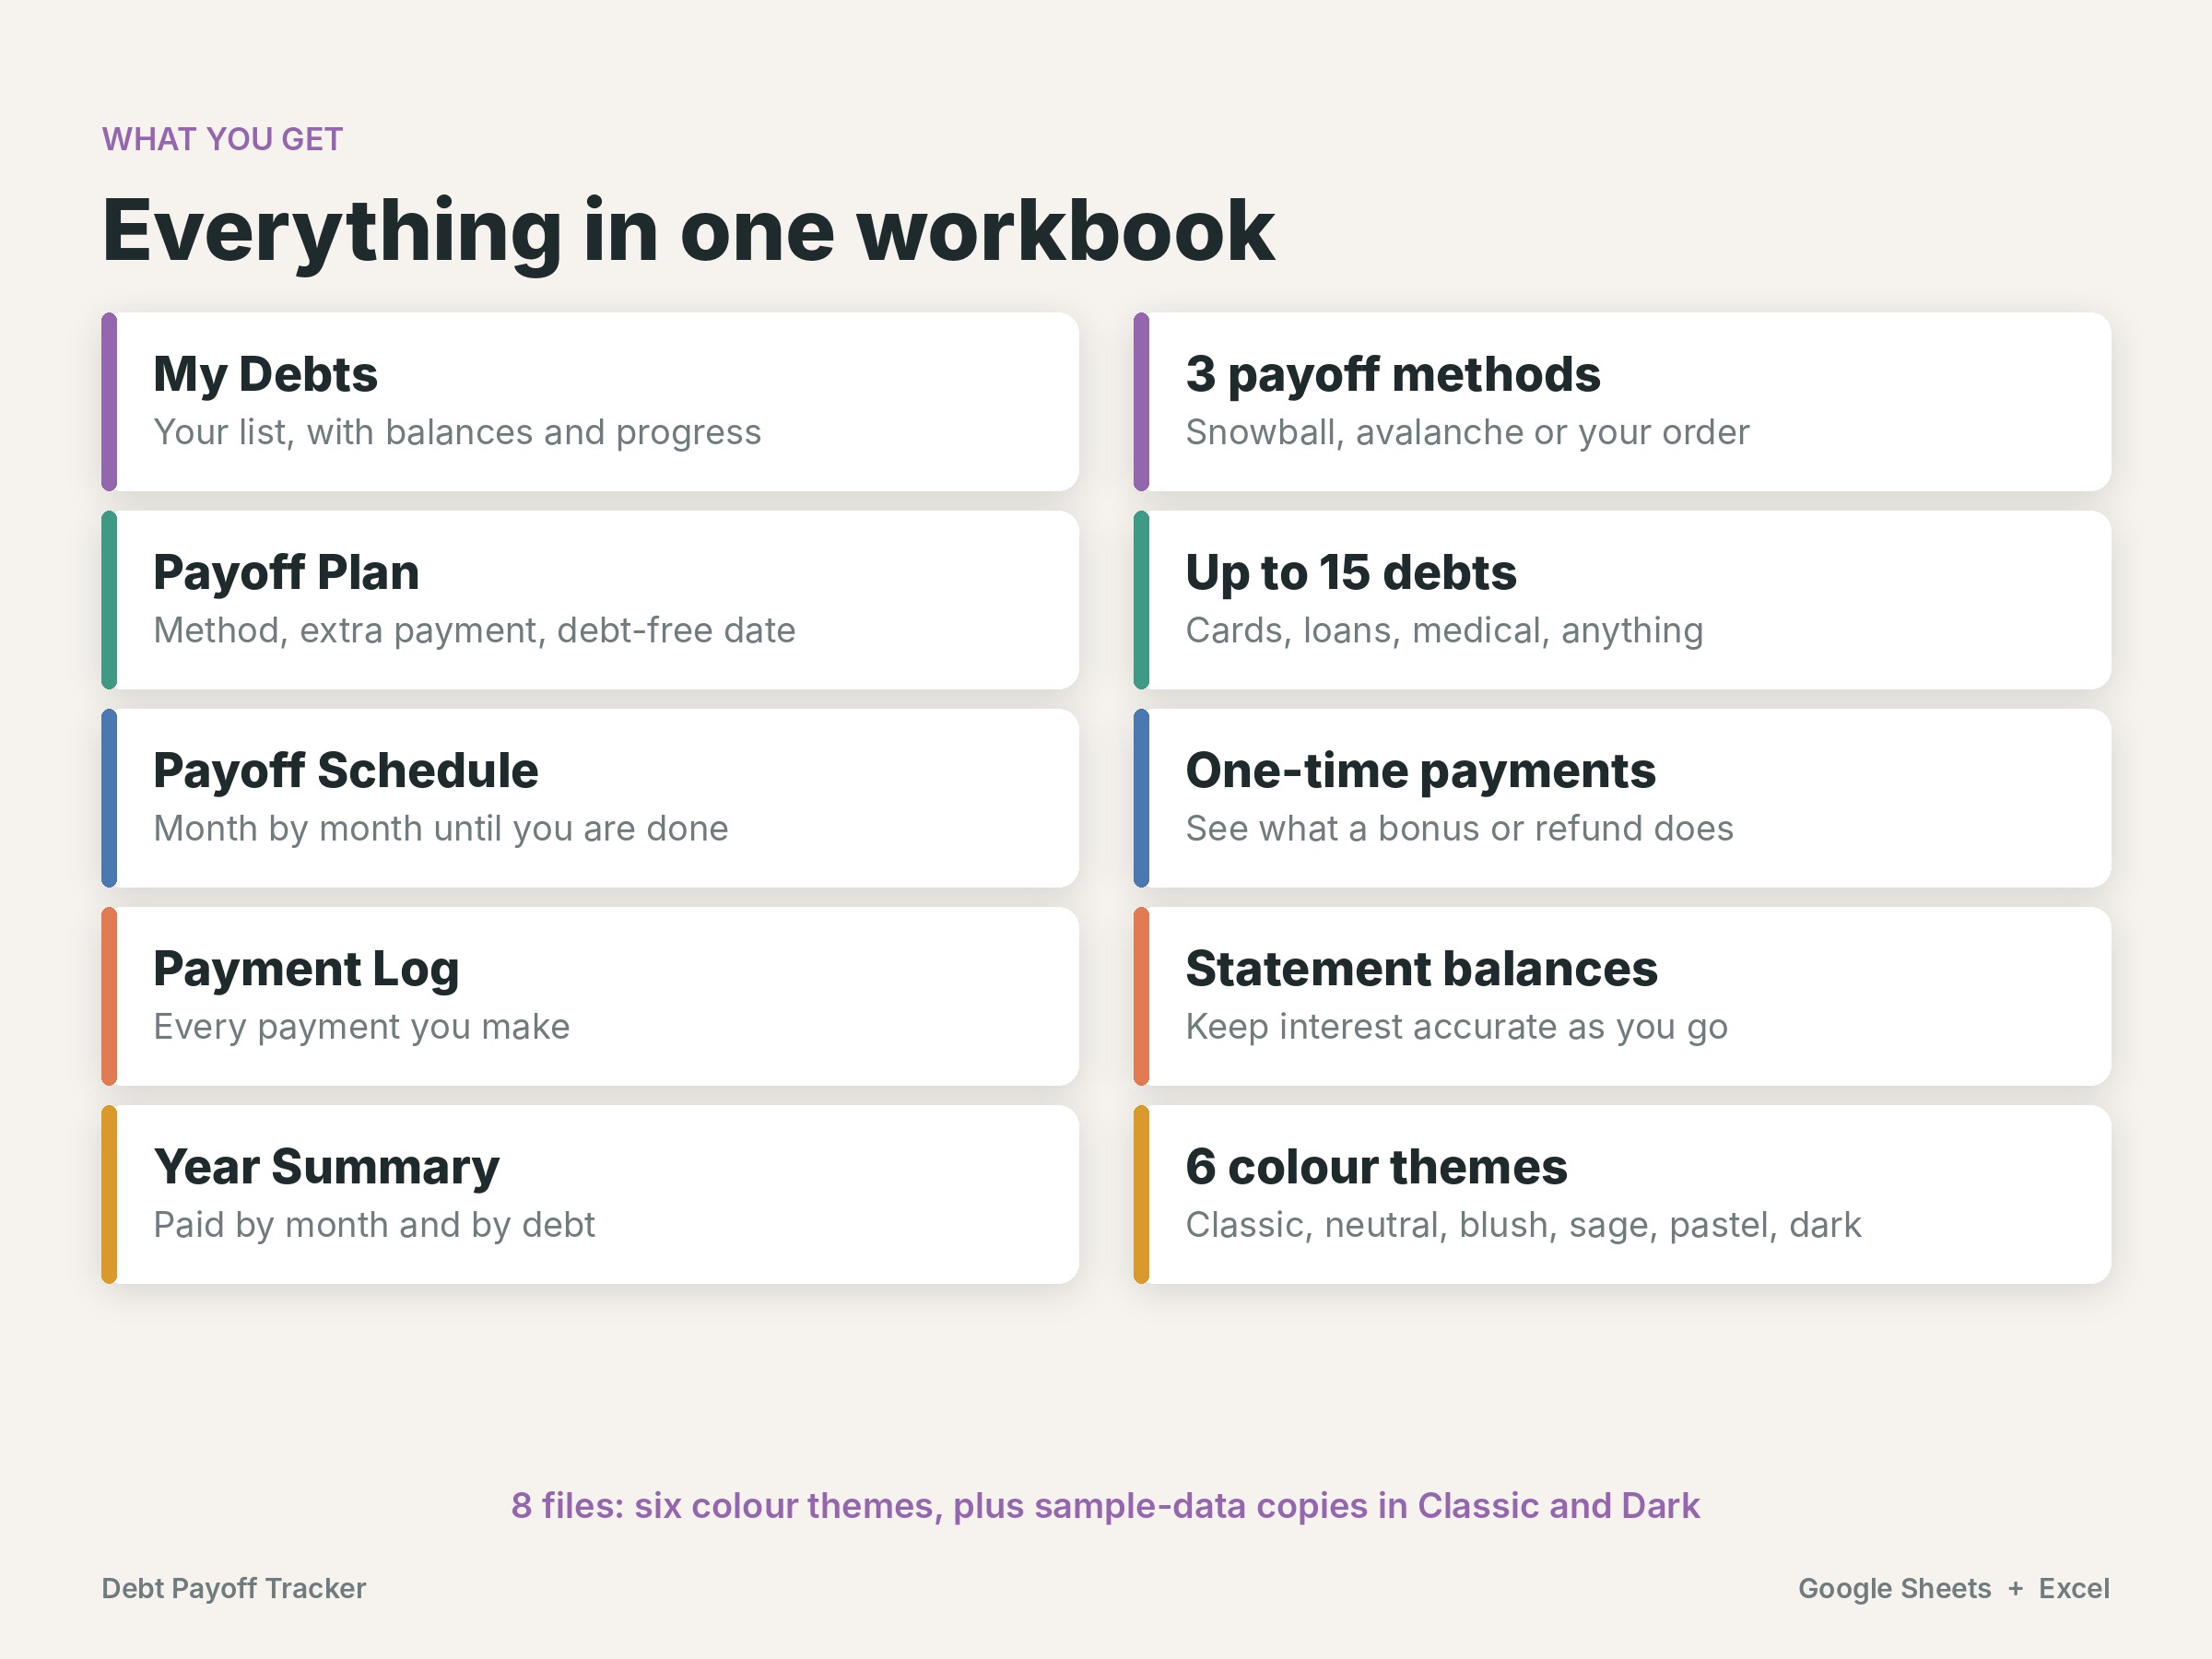 WHAT YOU GET
Everything in one workbook
My Debts
Your list, with balances and progress
3 payoff methods
Snowball, avalanche or your order
Payoff Plan
Method, extra payment, debt-free date
Up to 15 debts
Cards, loans, medical, anything
Payoff Schedule
Month by month until you are done
One-time payments
See what a bonus or refund does
Payment Log
Every payment you make
Statement balances
Keep interest accurate as you go
Year Summary
Paid by month and by debt
6 colour themes
Classic, neutral, blush, sage, pastel, dark
8 files: six colour themes, plus sample-data copies in Classic and Dark
Debt Payoff Tracker
Google Sheets + Excel